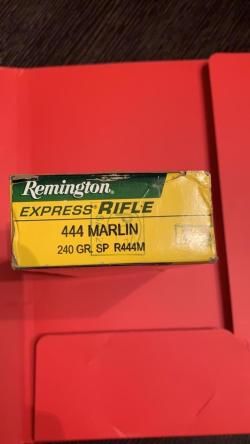 Remington
EXPRESS RIFLE
444 MARLIN
240 GR. SP R444M